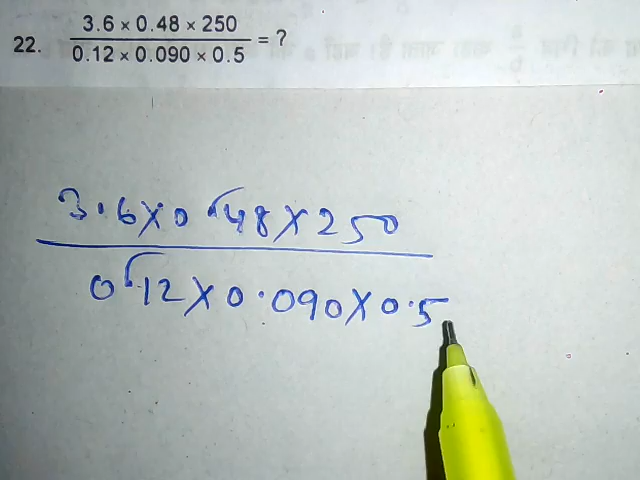 22. 3.6 × 0.48 × 250
0.12 × 0.090 × 0.5 = ?
3.6 × 0.48 × 250
0.12 × 0.090 × 0.5